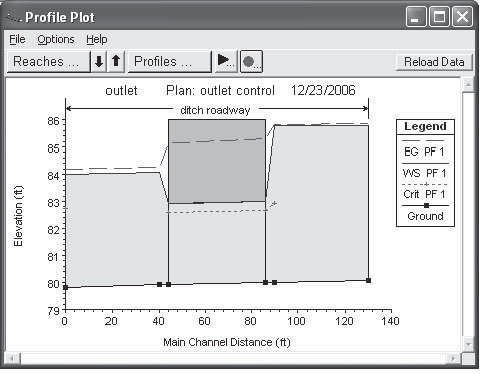 Profile Plot
File Options Help
Reaches ... Profiles ... Reload Data
outlet Plan: outlet control 12/23/2006
ditch roadway
Legend
EG PF 1
WS PF 1
Crit PF 1
Ground
Elevation (ft)
86
85
84
83
82
81
80
79
0 20 40 60 80 100 120 140
Main Channel Distance (ft)